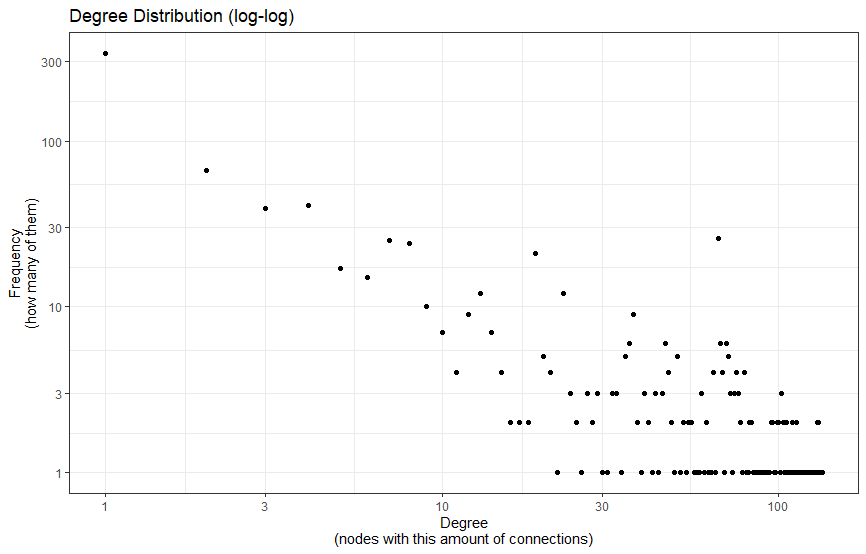 Degree Distribution (log-log)
300
100
30
10
3
1
Frequency
(how many of them)
1
3
10
30
100
Degree
(nodes with this amount of connections)